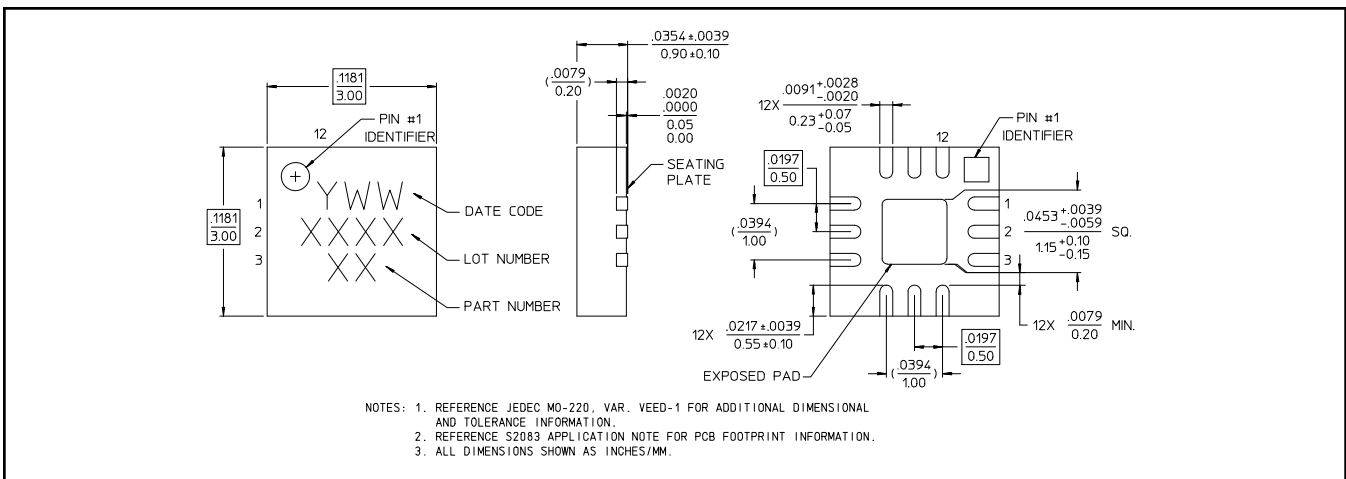 .1181
3.00
12
PIN #1
IDENTIFIER
.1181
3.00
1
2
3
YWW
XXXX
XX
DATE CODE
LOT NUMBER
PART NUMBER
.0354 ±.0039
0.90 ±0.10
(.0079
0.20)
.0020
.0000
0.05
0.00
SEATING
PLATE
12X .0091 +.0028
-.0020
0.23 +0.07
-0.05
12
PIN #1
IDENTIFIER
.0197
0.50
(.0394
1.00)
1
2
3
.0453 +.0039
-.0059
1.15 +0.10
-0.15
SQ.
12X .0217 ±.0039
0.55 ±0.10
12X .0079
0.20 MIN.
.0197
0.50
(.0394
1.00)
EXPOSED PAD
NOTES: 1. REFERENCE JEDEC MO-220, VAR. VEED-1 FOR ADDITIONAL DIMENSIONAL
AND TOLERANCE INFORMATION.
2. REFERENCE S2083 APPLICATION NOTE FOR PCB FOOTPRINT INFORMATION.
3. ALL DIMENSIONS SHOWN AS INCHES/MM.